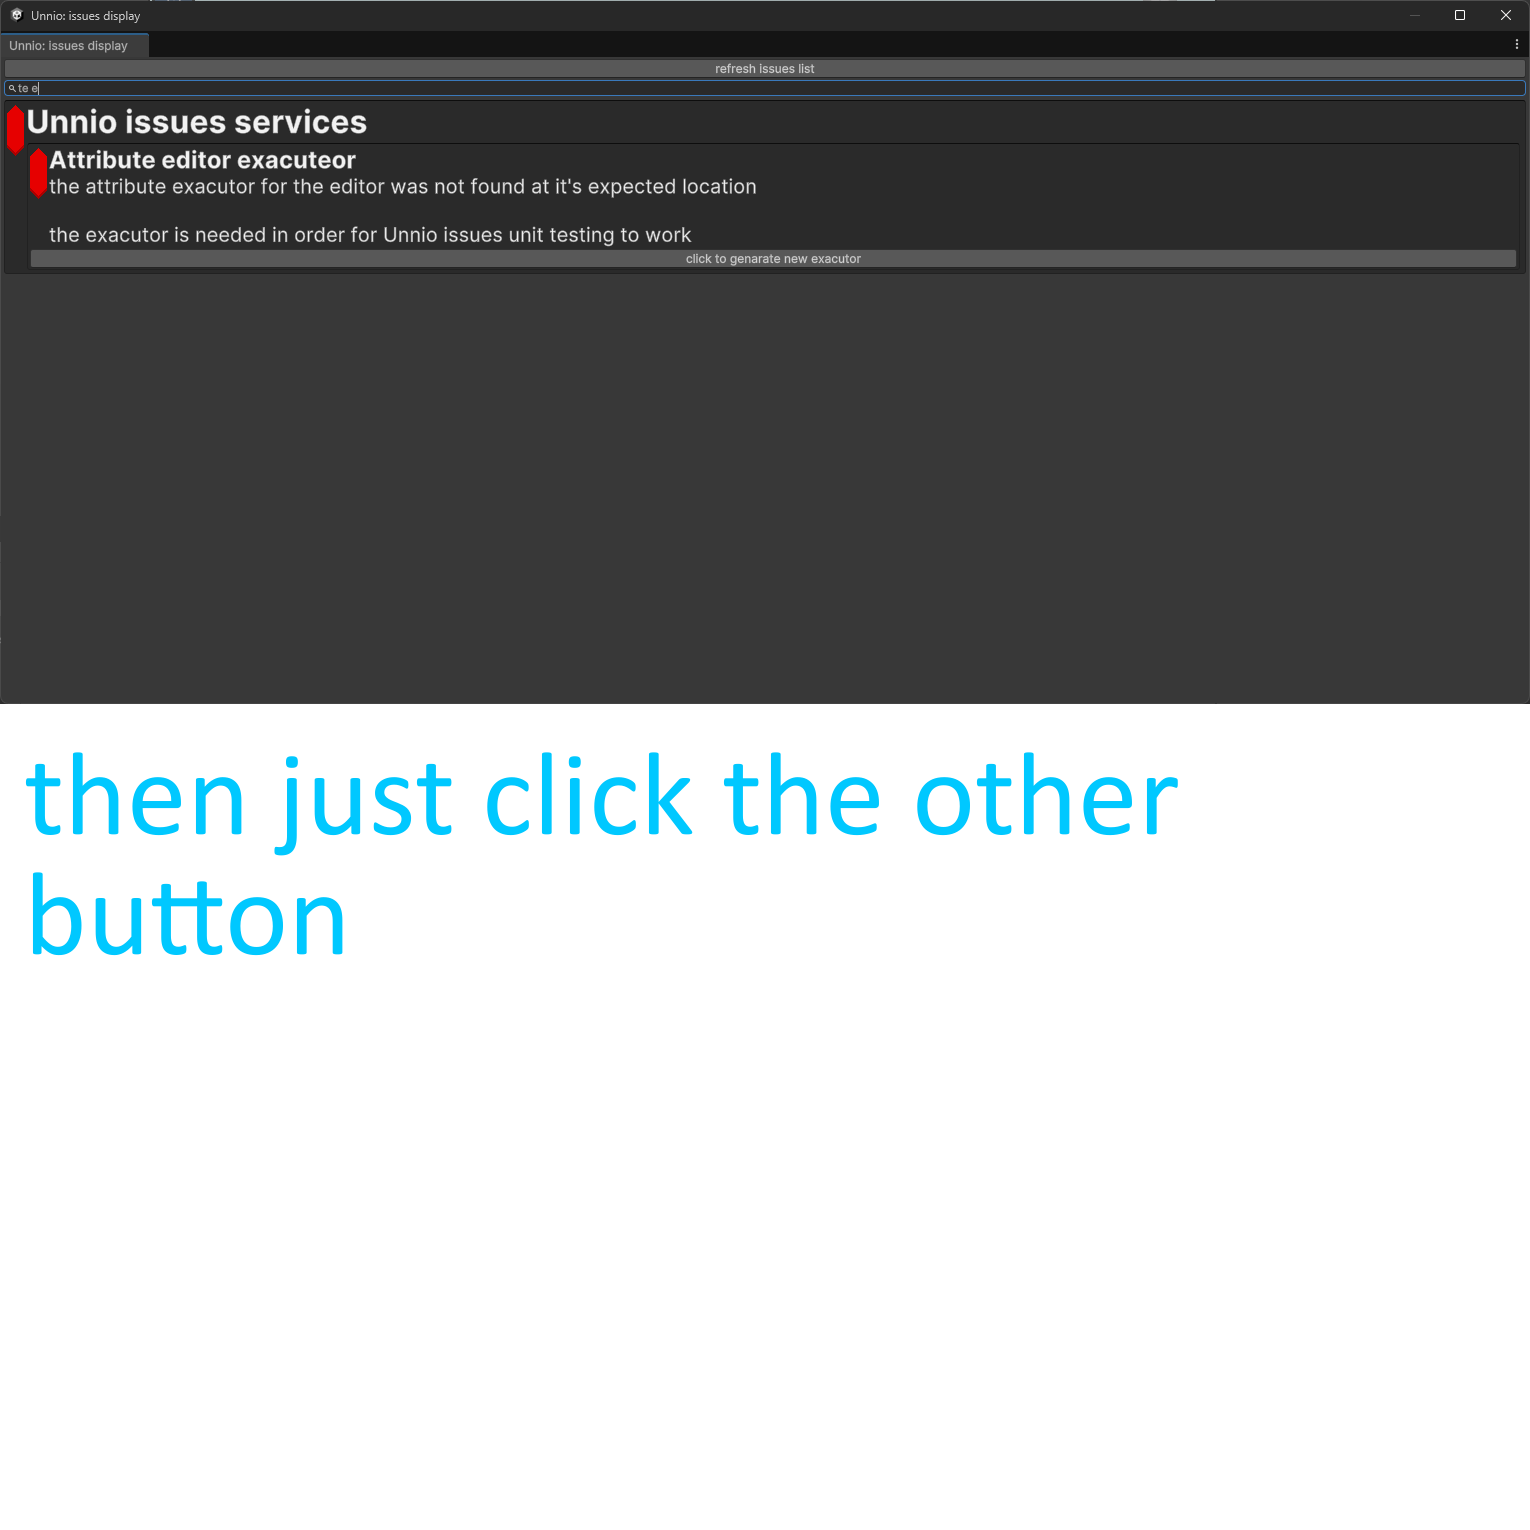 Unnio: issues display
Unnio: issues display
refresh issues list
te e
Unnio issues services
Attribute editor exacuteor
the attribute exacutor for the editor was not found at it's expected location
the exacutor is needed in order for Unnio issues unit testing to work
click to genarate new exacutor
then just click the other
button